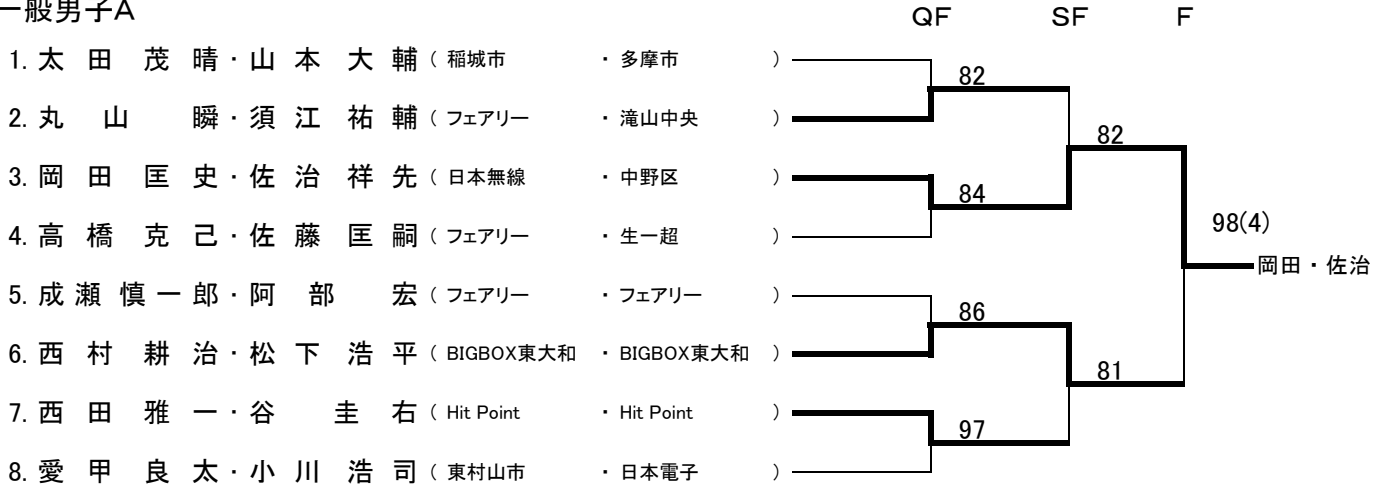 一般男子A
QF SF F
1. 太田 茂晴・山本 大輔 ( 稲城市 ・ 多摩市 )
82
2. 丸山 瞬・須江 祐輔 ( フェアリー ・ 滝山中央 )
82
3. 岡田 匡史・佐治 祥先 ( 日本無線 ・ 中野区 )
84
98(4)
4. 高橋 克己・佐藤 匡嗣 ( フェアリー ・ 生一超 )
岡田・佐治
5. 成瀬 慎一郎・阿部 宏 ( フェアリー ・ フェアリー )
86
6. 西村 耕治・松下 浩平 ( BIGBOX東大和 ・ BIGBOX東大和 )
81
7. 西田 雅一・谷 圭右 ( Hit Point ・ Hit Point )
97
8. 愛甲 良太・小川 浩司 ( 東村山市 ・ 日本電子 )